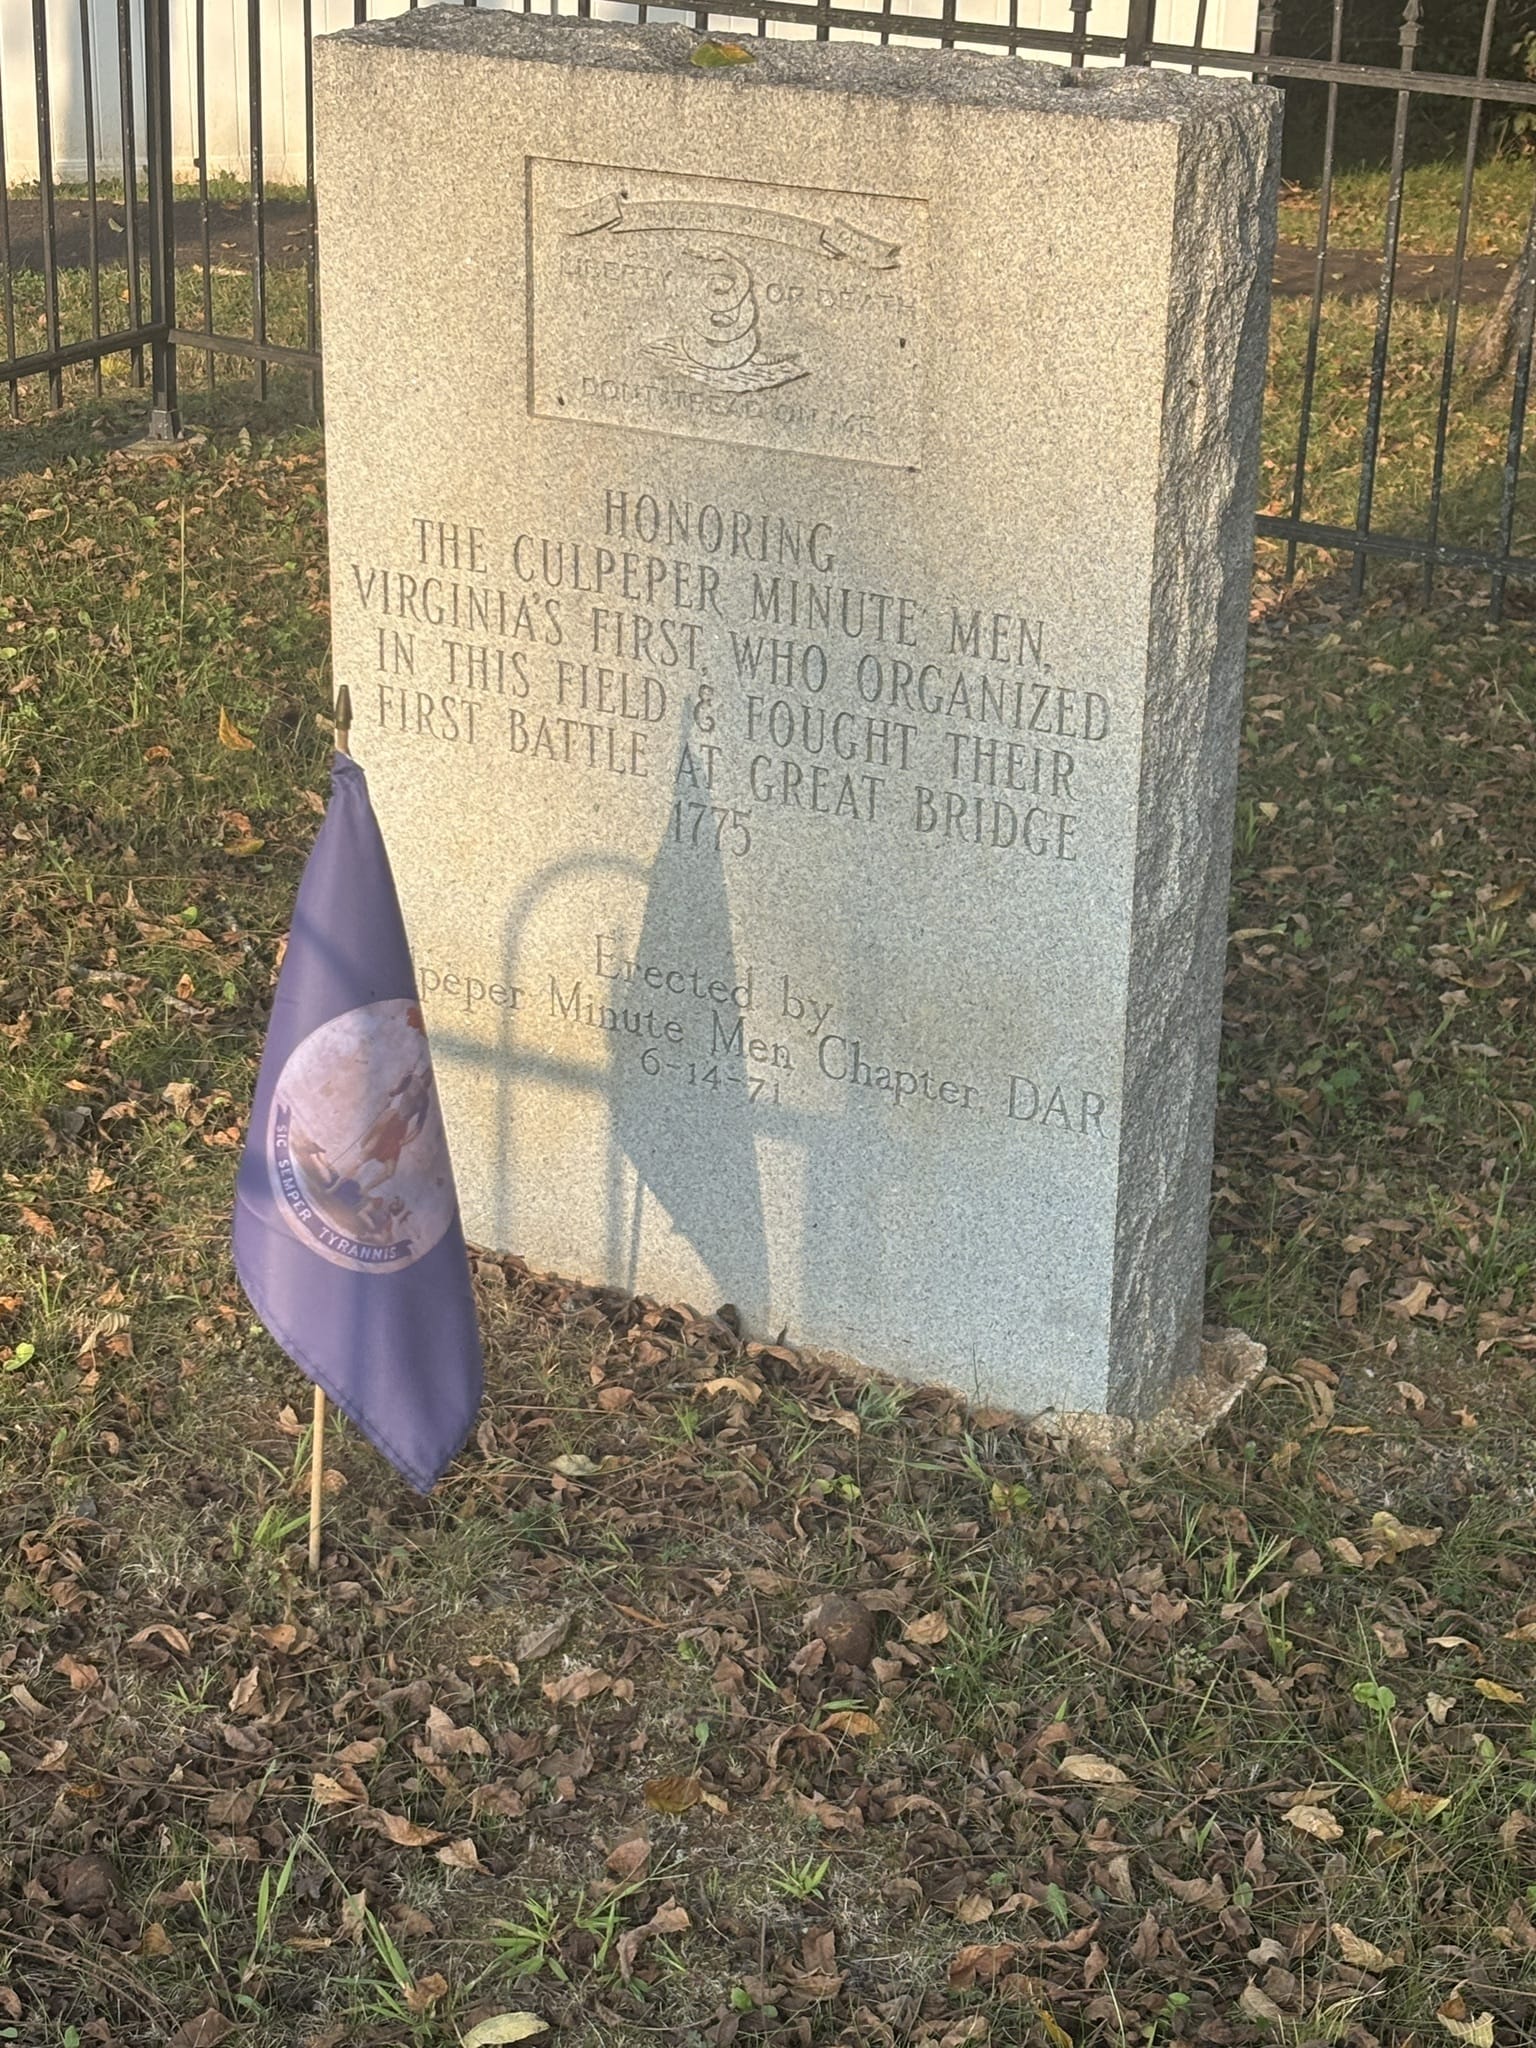 LIBERTY OR DEATH
DONT TREAD ON ME
HONORING
THE CULPEPER MINUTE MEN,
VIRGINIA'S FIRST, WHO ORGANIZED
IN THIS FIELD & FOUGHT THEIR
FIRST BATTLE AT GREAT BRIDGE
1775
Erected by
lpeper Minute Men Chapter DAR
6-14-71
SIC SEMPER TYRANNIS